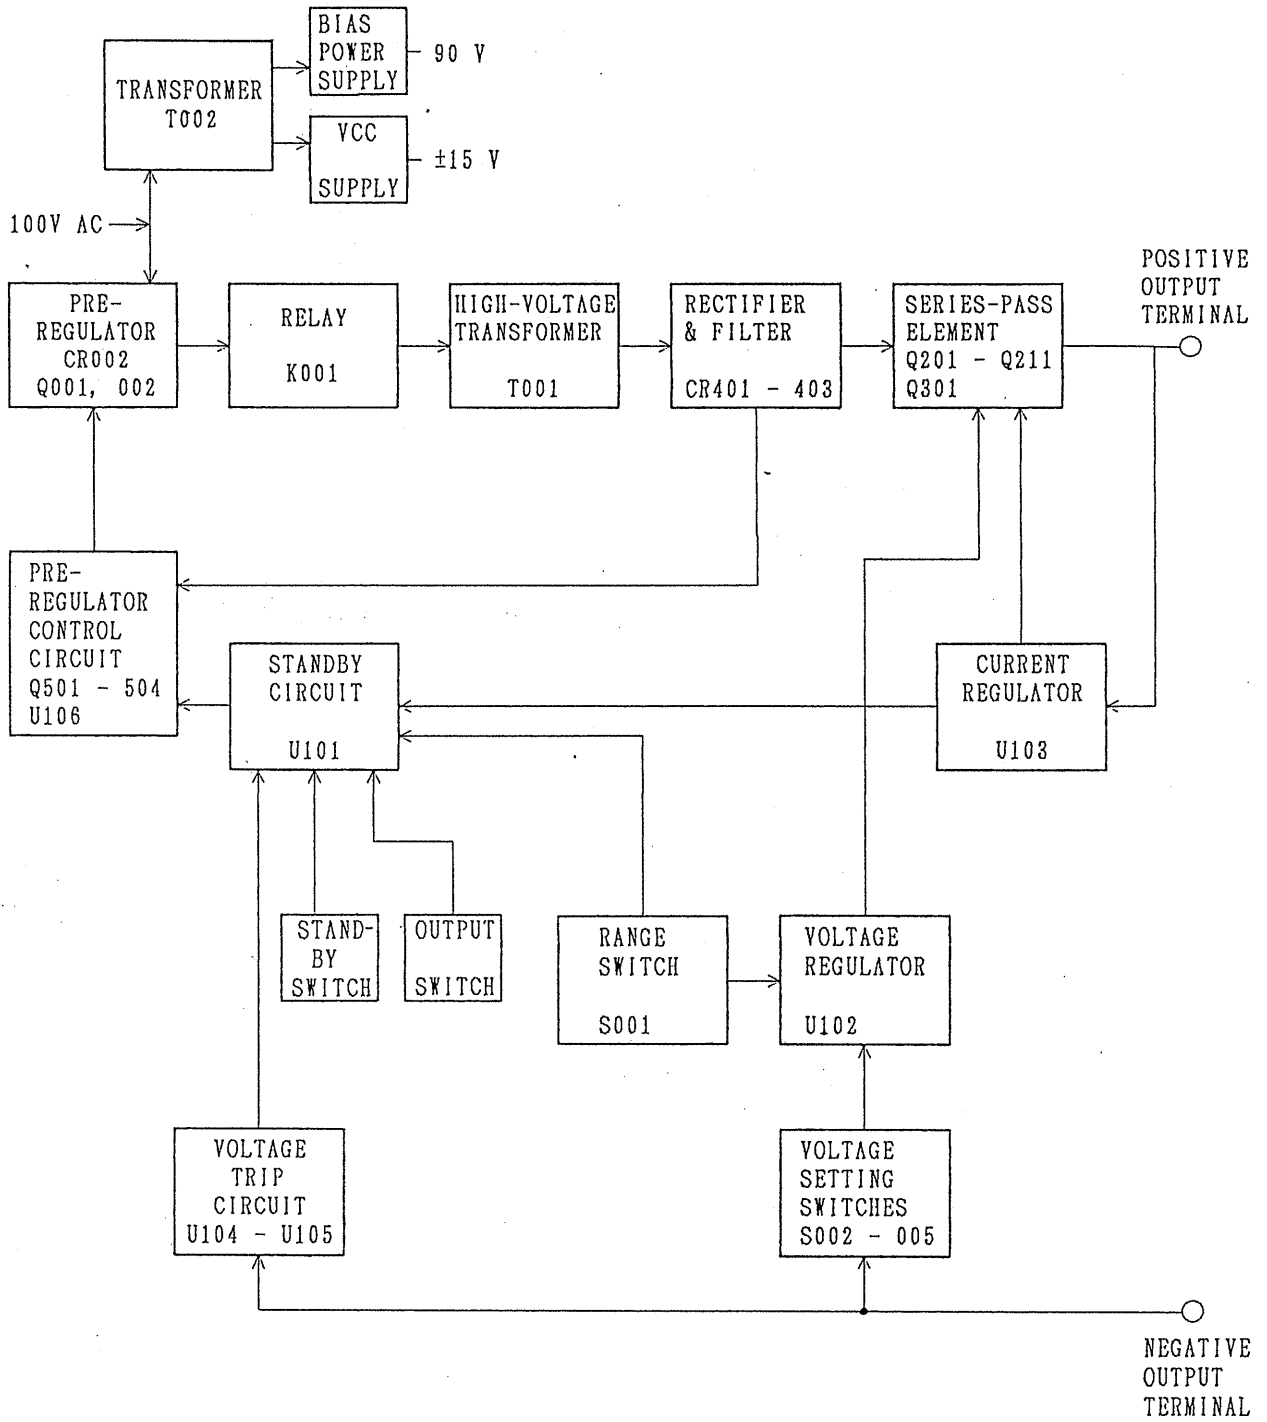 BIAS
POWER
SUPPLY
90 V
TRANSFORMER
T002
VCC
SUPPLY
±15 V
100V AC
POSITIVE
OUTPUT
TERMINAL
PRE-
REGULATOR
CR002
Q001, 002
RELAY
K001
HIGH-VOLTAGE
TRANSFORMER
T001
RECTIFIER
& FILTER
CR401 - 403
SERIES-PASS
ELEMENT
Q201 - Q211
Q301
PRE-
REGULATOR
CONTROL
CIRCUIT
Q501 - 504
U106
STANDBY
CIRCUIT
U101
CURRENT
REGULATOR
U103
STAND-
BY
SWITCH
OUTPUT
SWITCH
RANGE
SWITCH
S001
VOLTAGE
REGULATOR
U102
VOLTAGE
TRIP
CIRCUIT
U104 - U105
VOLTAGE
SETTING
SWITCHES
S002 - 005
NEGATIVE
OUTPUT
TERMINAL